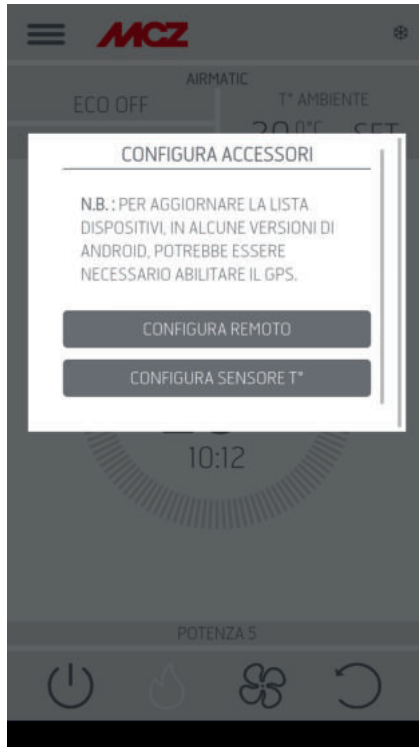 MCZ
AIRMATIC
ECO OFF
T° AMBIENTE
SET
CONFIGURA ACCESSORI
N.B. : PER AGGIORNARE LA LISTA
DISPOSITIVI, IN ALCUNE VERSIONI DI
ANDROID, POTREBBE ESSERE
NECESSARIO ABILITARE IL GPS.
CONFIGURA REMOTO
CONFIGURA SENSORE T°
10:12
POTENZA 5